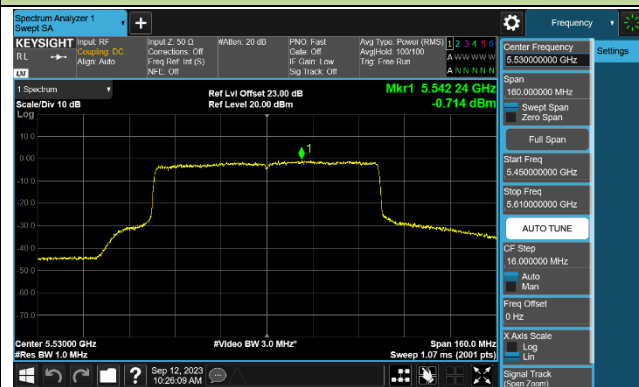 Spectrum Analyzer 1
Swept SA
+
Frequency
KEYSIGHT
RL
LXI
Input: RF
Coupling: DC
Align: Auto
Input Z: 50 Ω
Corrections: Off
Freq Ref: Int (S)
NFE: Off
#Atten: 20 dB
PNO: Fast
Gate: Off
IF Gain: Low
Sig Track: Off
Avg Type: Power (RMS)
Avg|Hold: 100/100
Trig: Free Run
1 2 3 4 5 6
A W W W W W
A N N N N N
1 Spectrum
Scale/Div 10 dB
Log
Ref Lvl Offset 23.00 dB
Ref Level 20.00 dBm
Mkr1 5.542 24 GHz
-0.714 dBm
1
10.0
0.00
-10.0
-20.0
-30.0
-40.0
-50.0
-60.0
-70.0
Center 5.53000 GHz
#Res BW 1.0 MHz
#Video BW 3.0 MHz*
Span 160.0 MHz
Sweep 1.07 ms (2001 pts)
Sep 12, 2023
10:26:09 AM
?
Center Frequency
5.530000000 GHz
Settings
Span
160.000000 MHz
Swept Span
Zero Span
Full Span
Start Freq
5.450000000 GHz
Stop Freq
5.610000000 GHz
AUTO TUNE
CF Step
16.000000 MHz
Auto
Man
Freq Offset
0 Hz
X Axis Scale
Log
Lin
Signal Track
(Span Zoom)